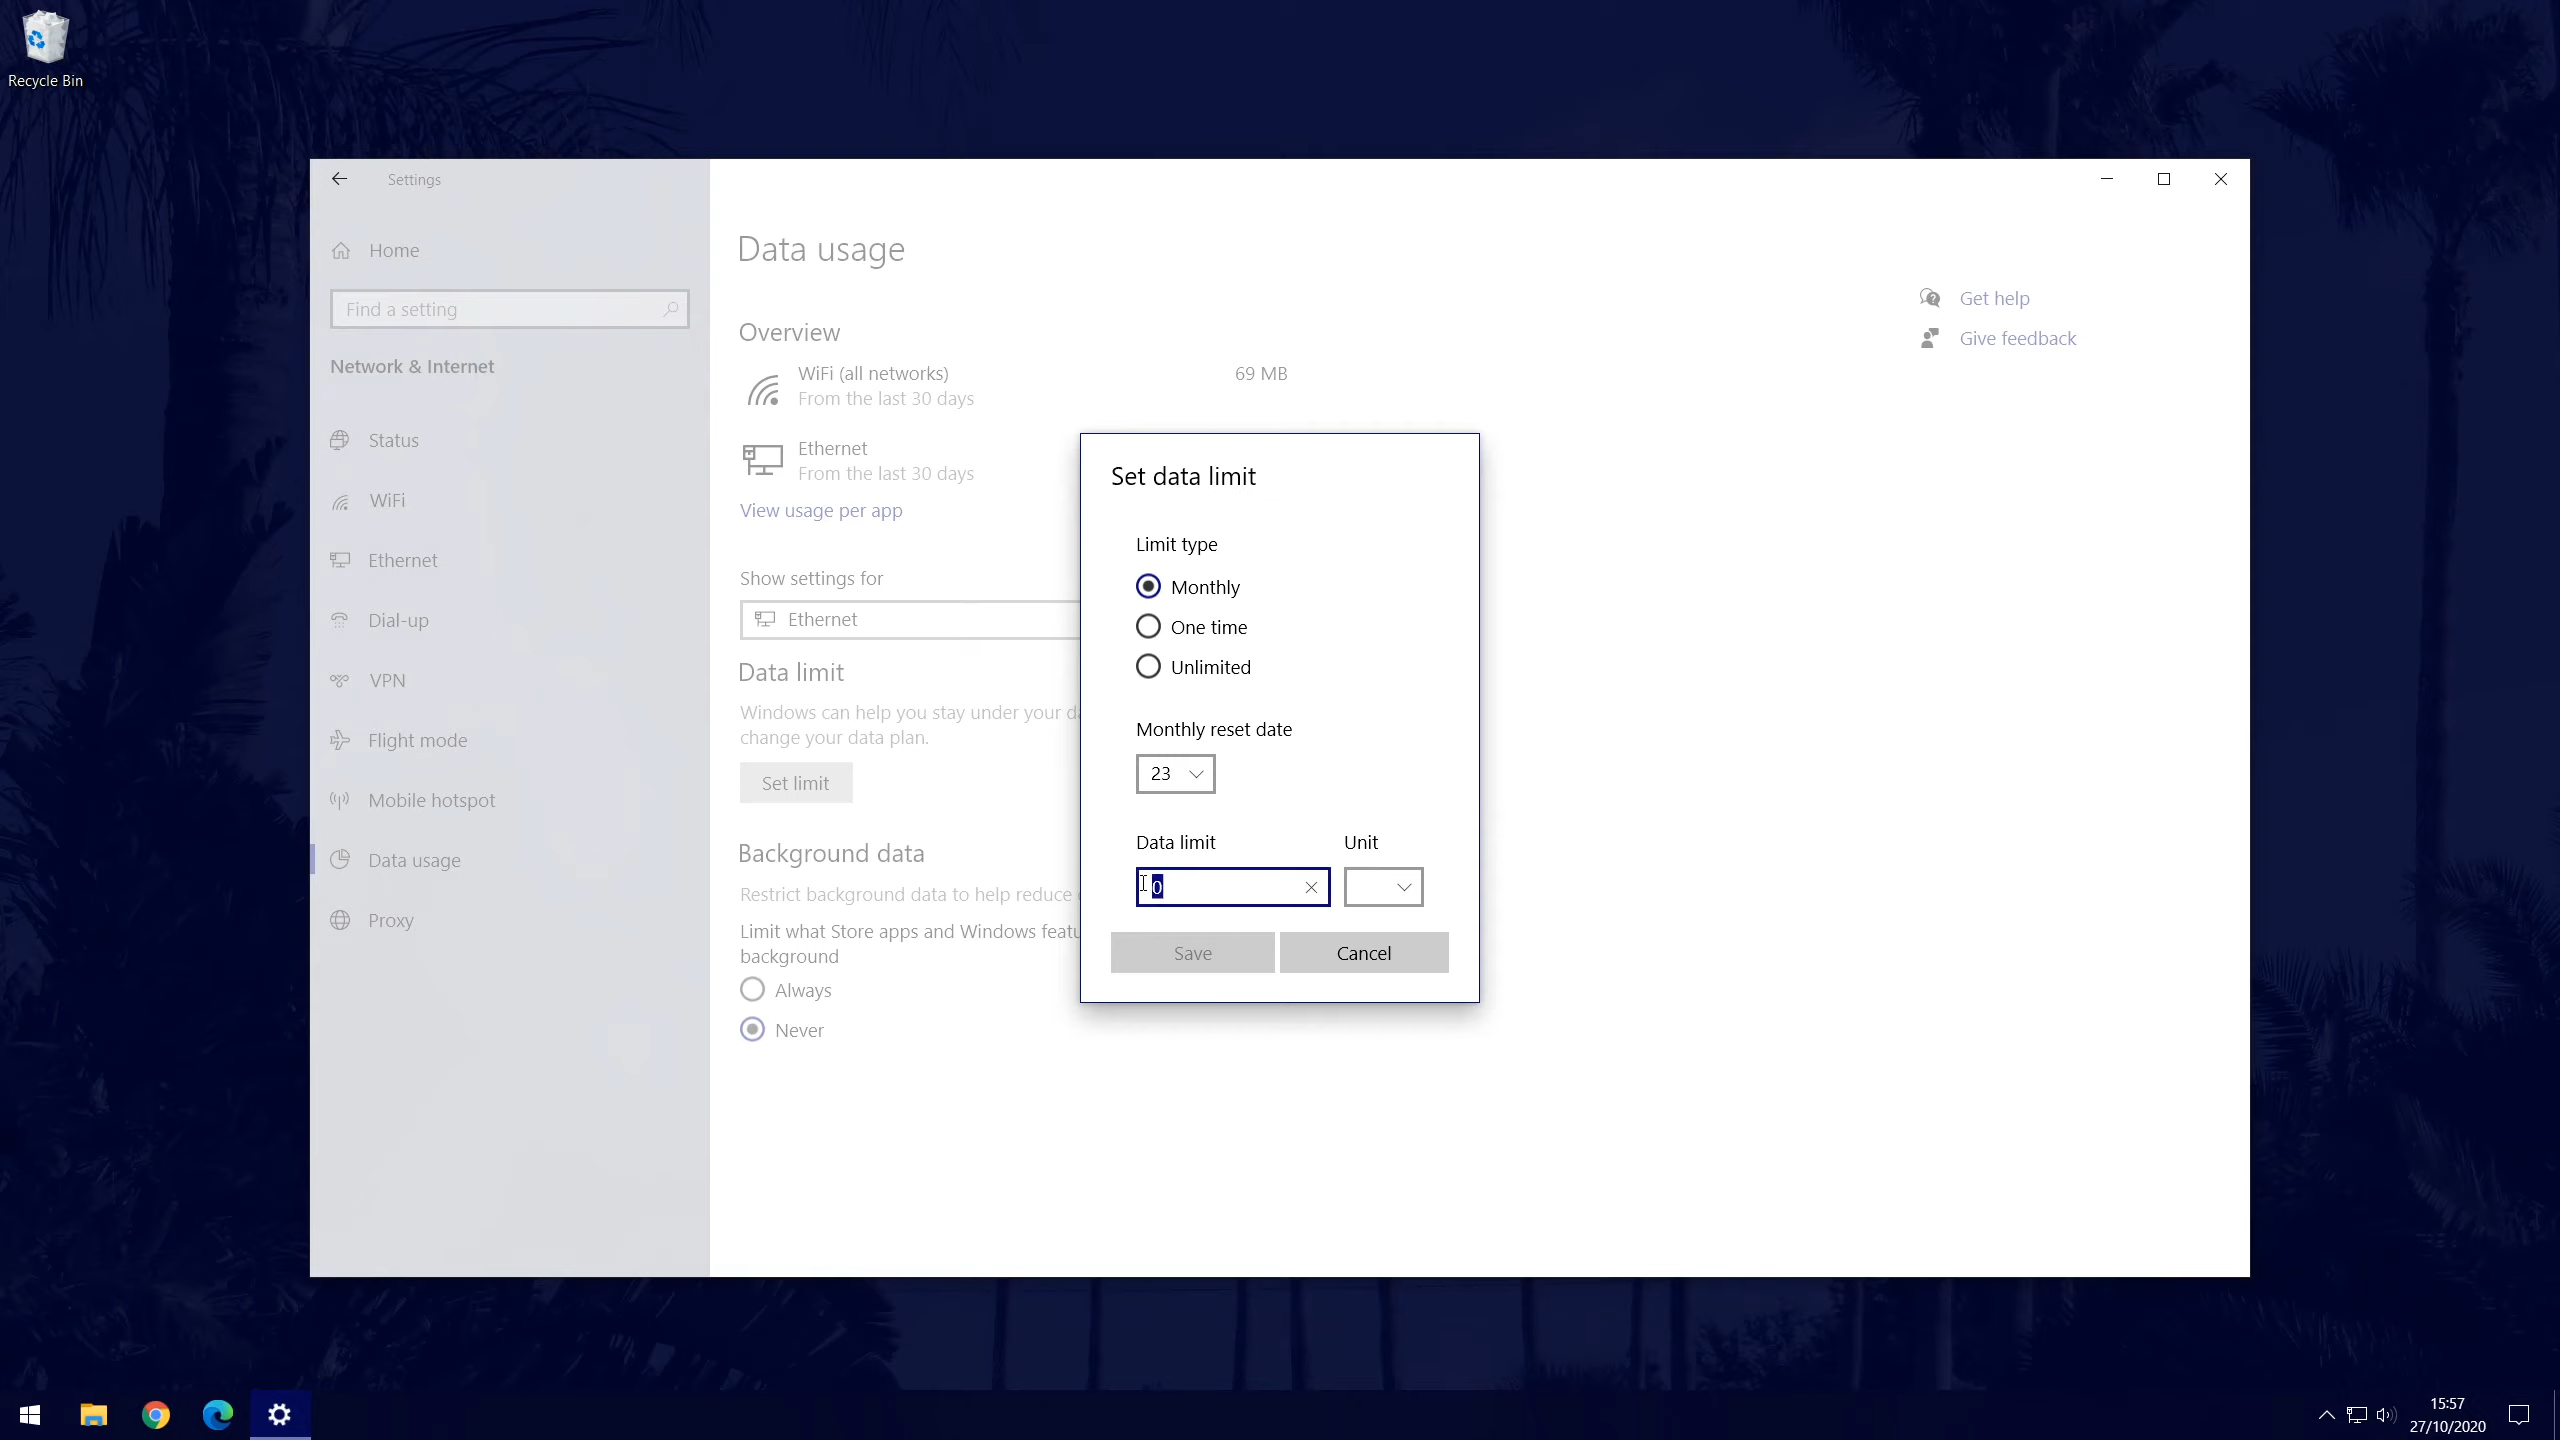 Recycle Bin
Settings
Home
Find a setting
Network & Internet
Status
WiFi
Ethernet
Dial-up
VPN
Flight mode
Mobile hotspot
Data usage
Proxy
Data usage
Overview
WiFi (all networks) 69 MB
From the last 30 days
Ethernet
From the last 30 days
View usage per app
Show settings for
Ethernet
Data limit
Windows can help you stay under your
change your data plan.
Set limit
Background data
Restrict background data to help reduce
Limit what Store apps and Windows featu
background
Always
Never
Get help
Give feedback
Set data limit
Limit type
Monthly
One time
Unlimited
Monthly reset date
23
Data limit Unit
0
Save Cancel
15:57
27/10/2020